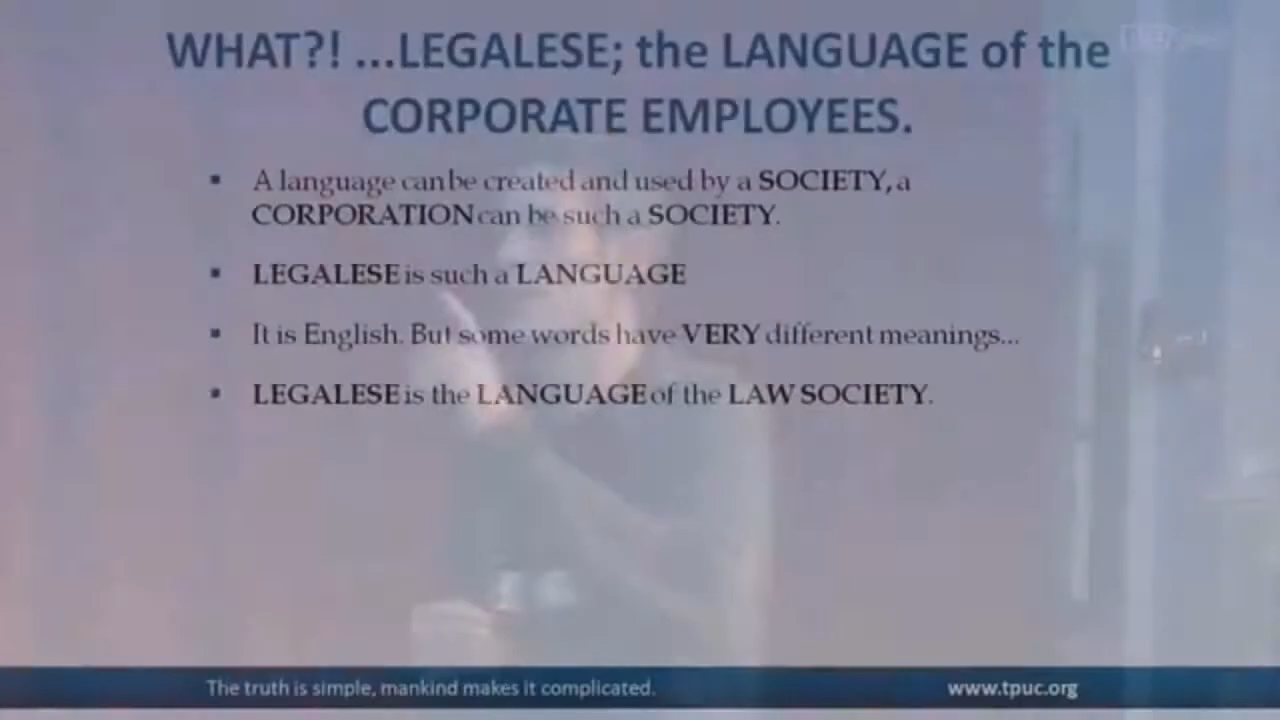 WHAT?! ...LEGALESE; the LANGUAGE of the
CORPORATE EMPLOYEES.
▪ A language can be created and used by a SOCIETY, a
CORPORATION can be such a SOCIETY.
▪ LEGALESE is such a LANGUAGE
▪ It is English. But some words have VERY different meanings...
▪ LEGALESE is the LANGUAGE of the LAW SOCIETY.
The truth is simple, mankind makes it complicated.
www.tpuc.org